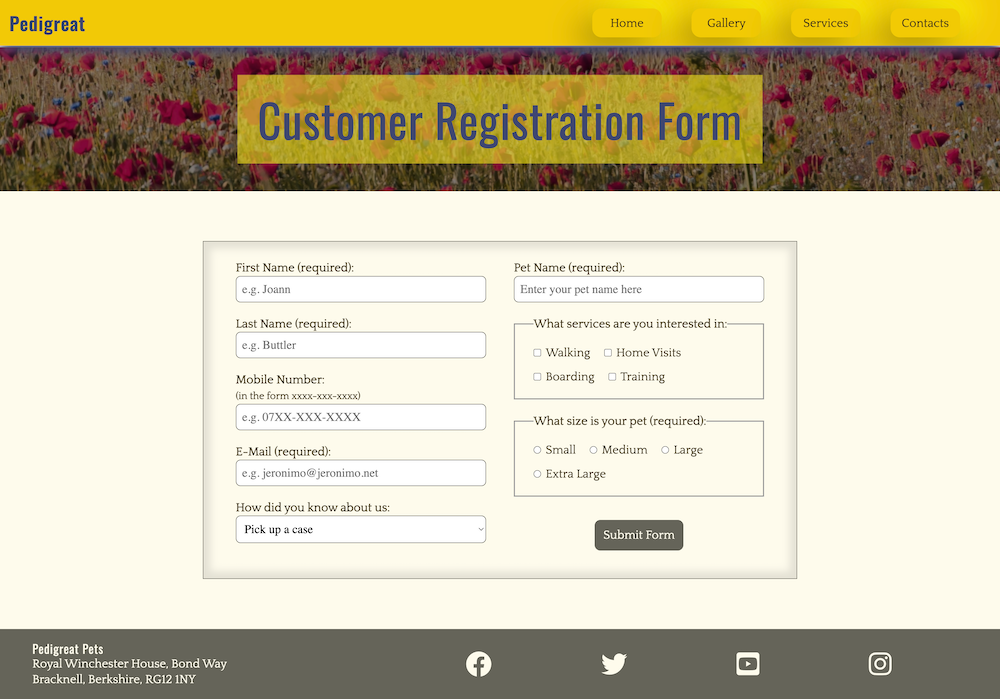 Pedigreat
Home
Gallery
Services
Contacts
Customer Registration Form
First Name (required):
e.g. Joann
Last Name (required):
e.g. Buttler
Mobile Number:
(in the form xxxx-xxx-xxxx)
e.g. 07XX-XXX-XXXX
E-Mail (required):
e.g. jeronimo@jeronimo.net
How did you know about us:
Pick up a case
Pet Name (required):
Enter your pet name here
What services are you interested in:
Walking Home Visits
Boarding Training
What size is your pet (required):
Small Medium Large
Extra Large
Submit Form
Pedigreat Pets
Royal Winchester House, Bond Way
Bracknell, Berkshire, RG12 1NY